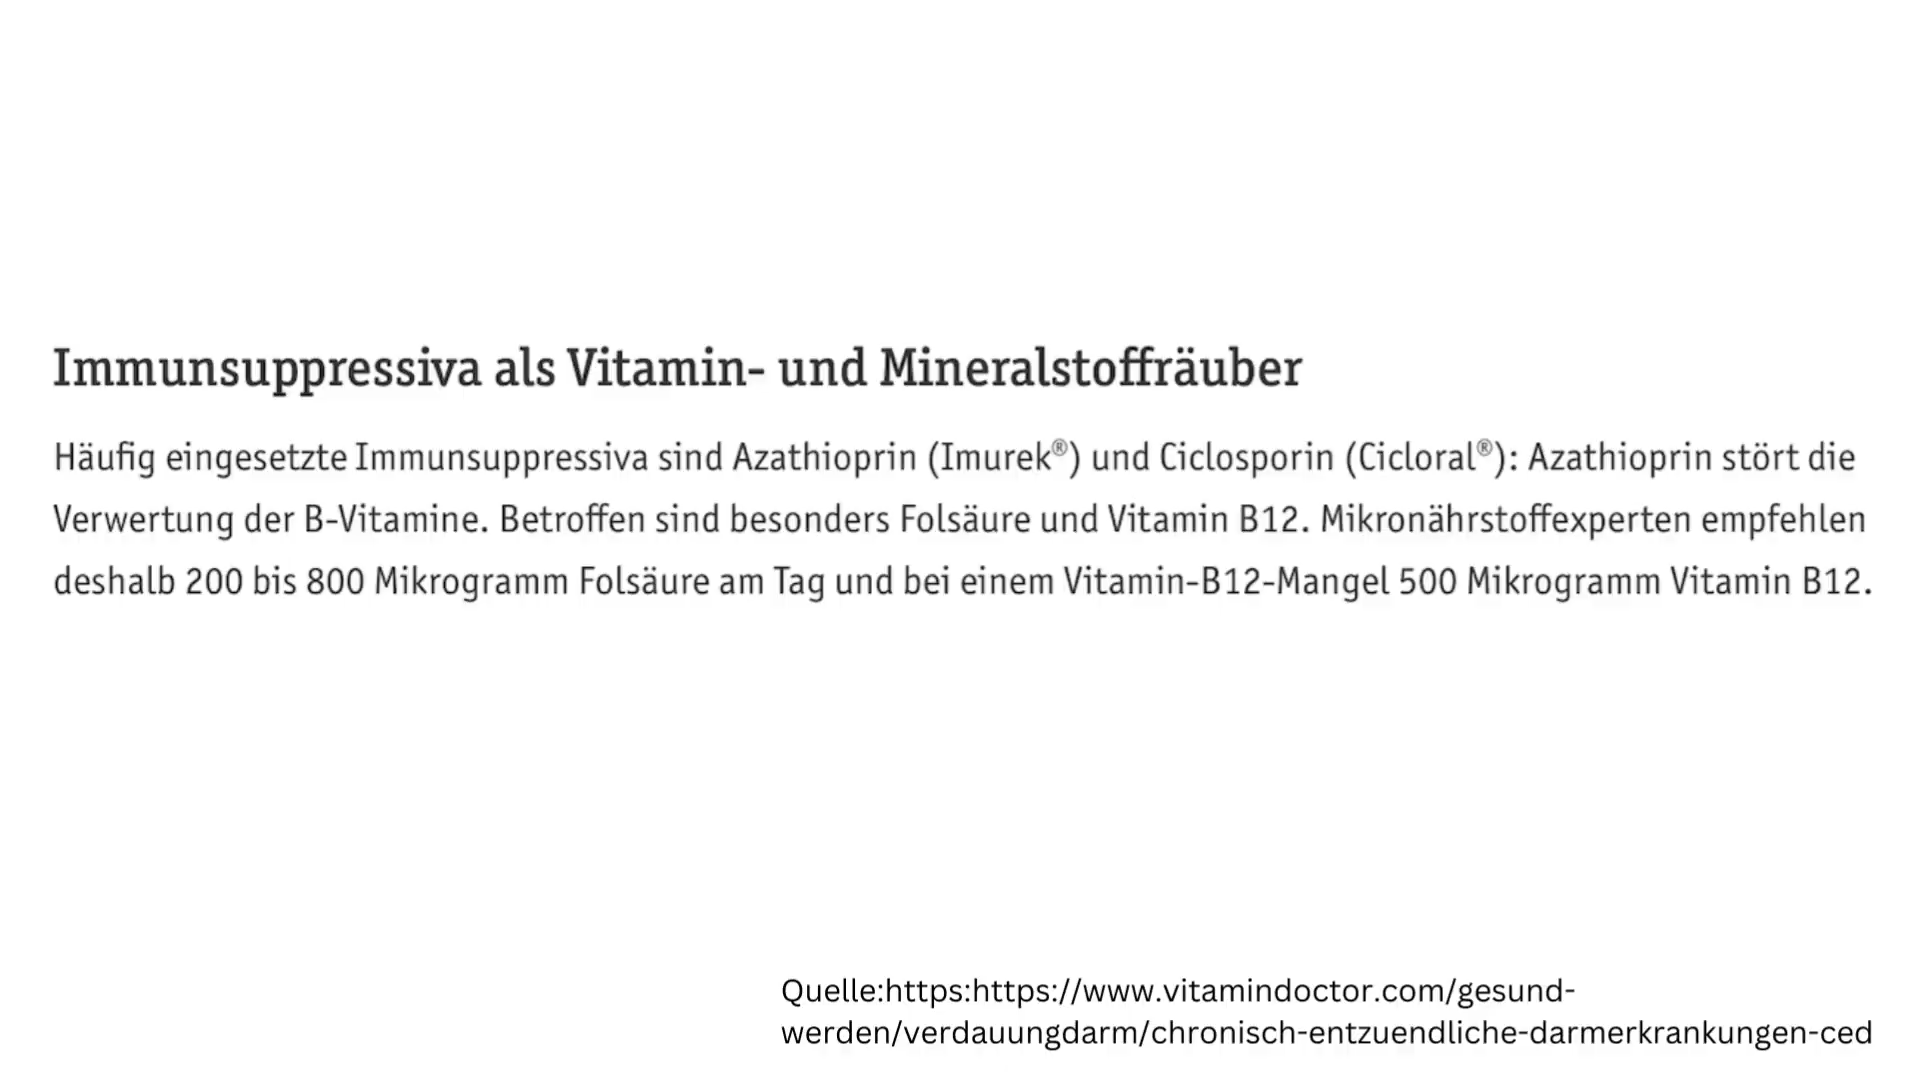 Immunsuppressiva als Vitamin- und Mineralstoffräuber
Häufig eingesetzte Immunsuppressiva sind Azathioprin (Imurek®) und Ciclosporin (Cicloral®): Azathioprin stört die
Verwertung der B-Vitamine. Betroffen sind besonders Folsäure und Vitamin B12. Mikronährstoffexperten empfehlen
deshalb 200 bis 800 Mikrogramm Folsäure am Tag und bei einem Vitamin-B12-Mangel 500 Mikrogramm Vitamin B12.
Quelle:https:https://www.vitamindoctor.com/gesund-
werden/verdauungdarm/chronisch-entzuendliche-darmerkrankungen-ced